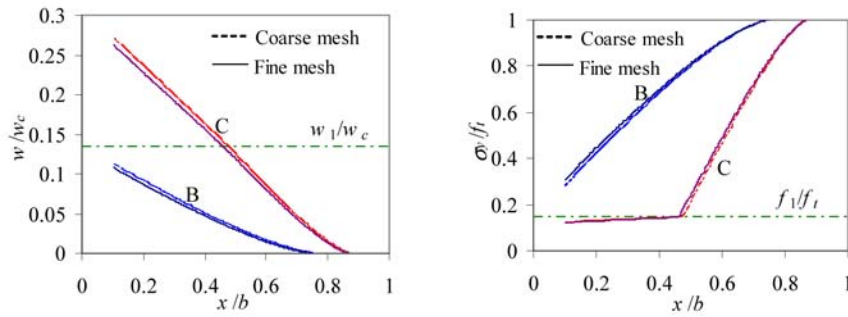 0.3
0.25
0.2
0.15
0.1
0.05
0
w/w_c
Coarse mesh
Fine mesh
C
w_1/w_c
B
0 0.2 0.4 0.6 0.8 1
x/b
1
0.8
0.6
0.4
0.2
0
σ_y/f_t
Coarse mesh
Fine mesh
B
C
f_1/f_t
0 0.2 0.4 0.6 0.8 1
x/b